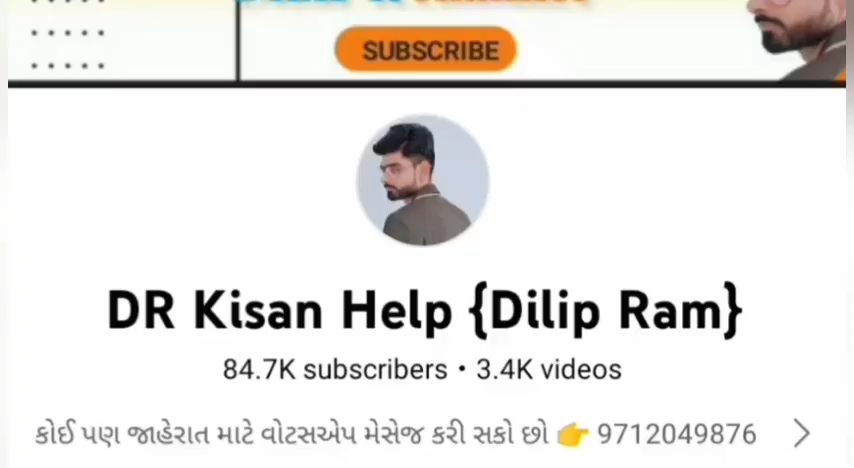 SUBSCRIBE
DR Kisan Help {Dilip Ram}
84.7K subscribers • 3.4K videos
કોઈ પણ જાહેરાત માટે વોટસએપ મેસેજ કરી સકો છો 👉 9712049876